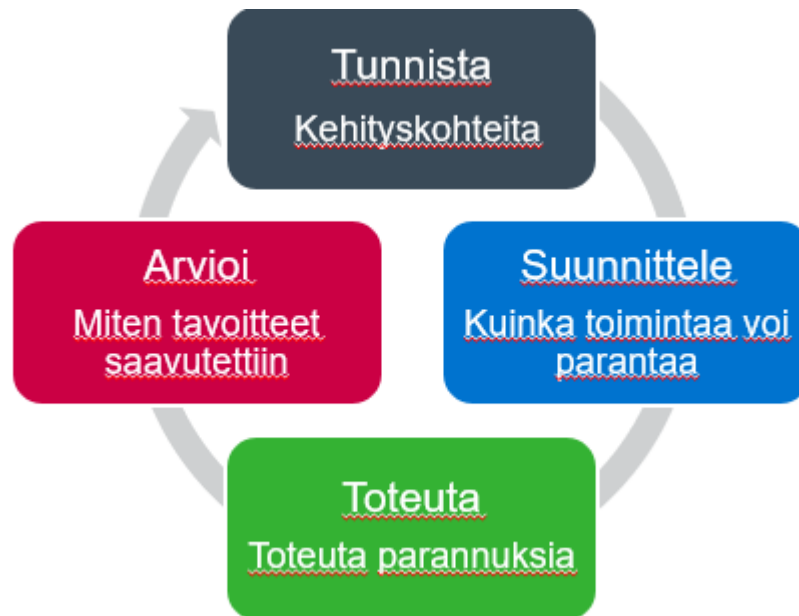 Tunnista
Kehityskohteita
Suunnittele
Kuinka toimintaa voi
parantaa
Toteuta
Toteuta parannuksia
Arvioi
Miten tavoitteet
saavutettiin